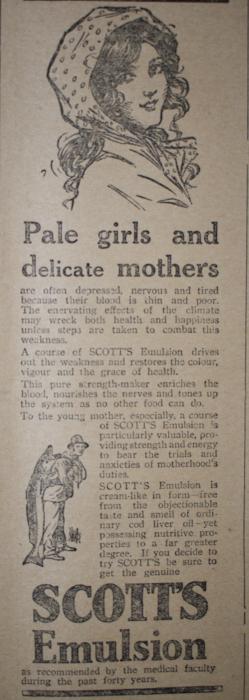 Pale girls and
delicate mothers
are often depressed, nervous and tired
because their blood is thin and poor.
The enervating effects of the climate
may wreck both health and happiness
unless steps are taken to combat this
weakness.
A course of SCOTT'S Emulsion drives
out the weakness and restores the colour,
vigour and the grace of health.
This pure strength-maker enriches the
blood, nourishes the nerves and tones up
the system as no other food can do.
To the young mother, especially, a course
of SCOTT'S Emulsion is
particularly valuable, pro-
viding strength and energy
to bear the trials and
anxieties of motherhood's
duties.
SCOTT'S Emulsion is
cream-like in form—free
from the objectionable
taste and smell of ordi-
nary cod liver oil—yet
possessing nutritive pro-
perties to a far greater
degree. If you decide to
try SCOTT'S be sure to
get the genuine
SCOTT'S
Emulsion
as recommended by the medical faculty
during the past forty years.